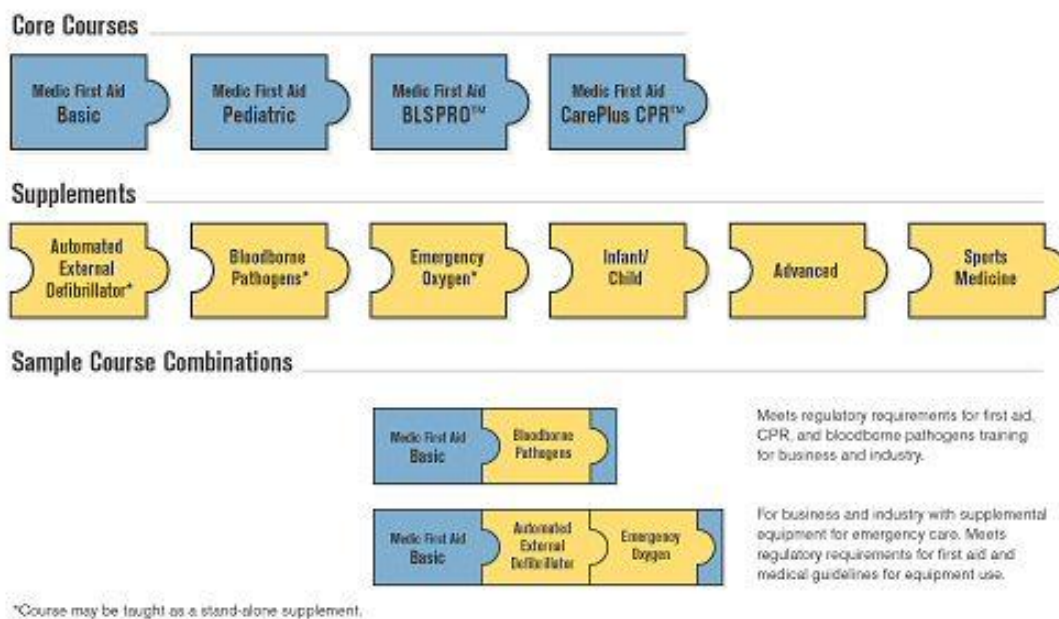 Core Courses
Medic First Aid
Basic
Medic First Aid
Pediatric
Medic First Aid
BLSPRO™
Medic First Aid
CarePlus CPR™
Supplements
Automated
External
Defibrillator*
Bloodborne
Pathogens*
Emergency
Oxygen*
Infant/
Child
Advanced
Sports
Medicine
Sample Course Combinations
Medic First Aid
Basic
Bloodborne
Pathogens
Meets regulatory requirements for first aid,
CPR, and bloodborne pathogens training
for business and industry.
Medic First Aid
Basic
Automated
External
Defibrillator
Emergency
Oxygen
For business and industry with supplemental
equipment for emergency care. Meets
regulatory requirements for first aid and
medical guidelines for equipment use.
*Course may be taught as a stand-alone supplement.